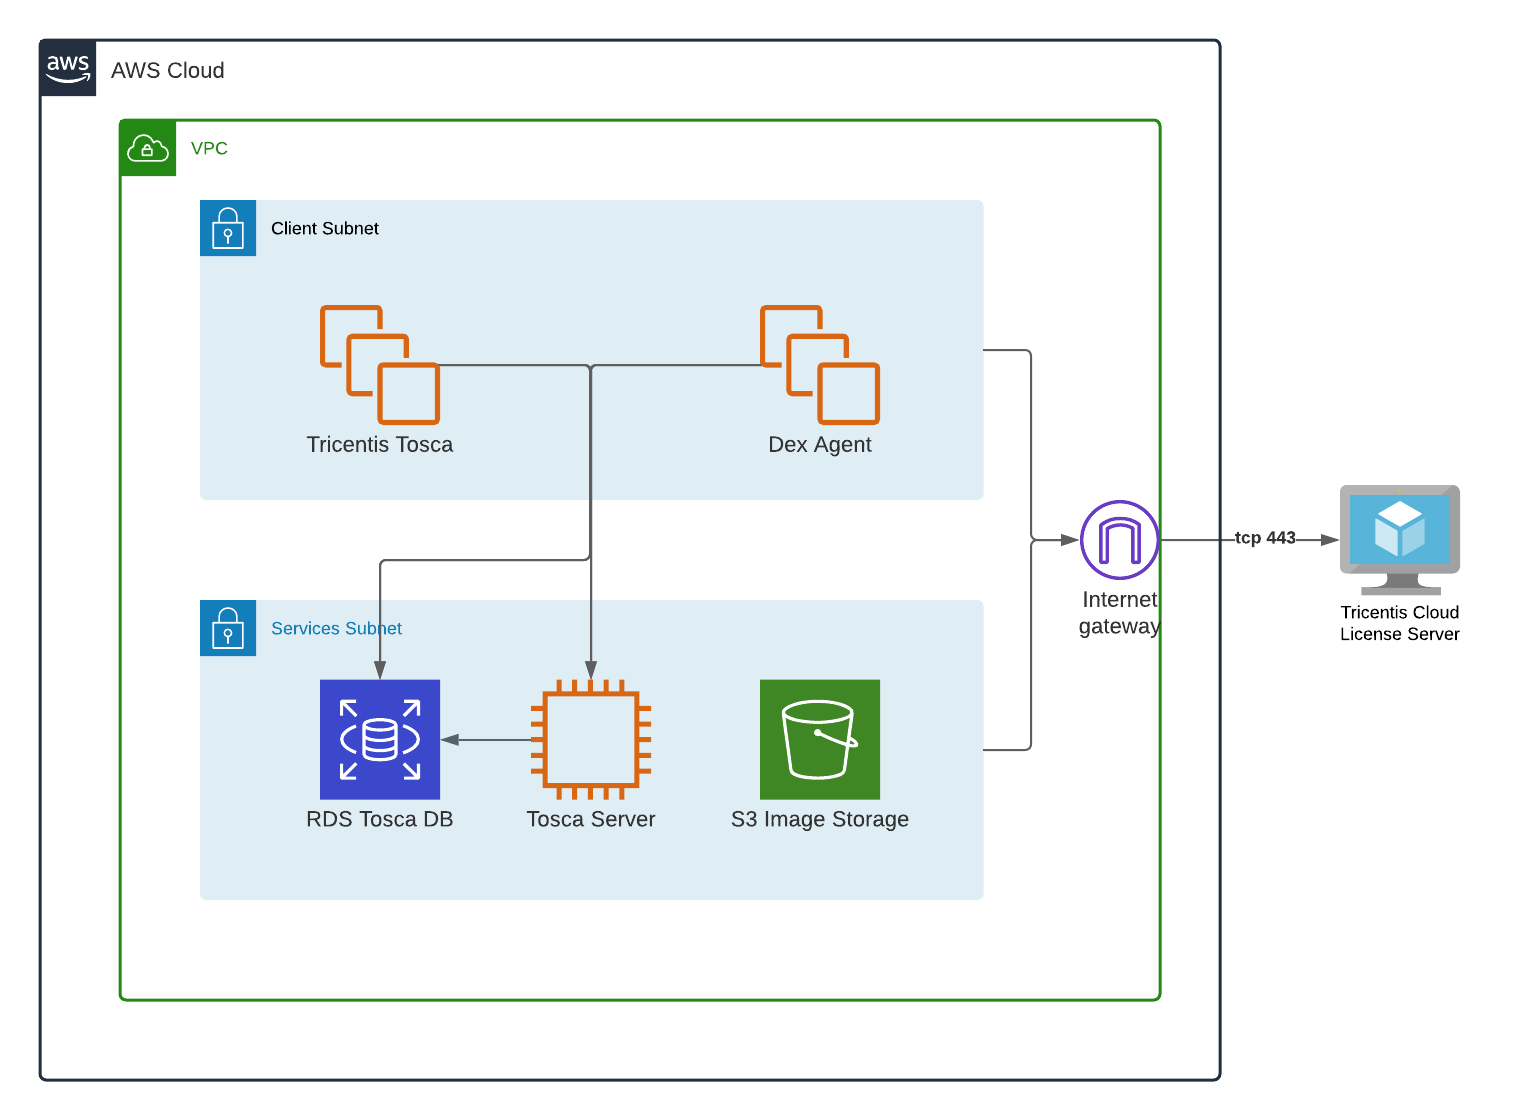 aws
AWS Cloud
VPC
Client Subnet
Tricentis Tosca
Dex Agent
Internet
gateway
tcp 443
Tricentis Cloud
License Server
Services Subnet
RDS Tosca DB
Tosca Server
S3 Image Storage